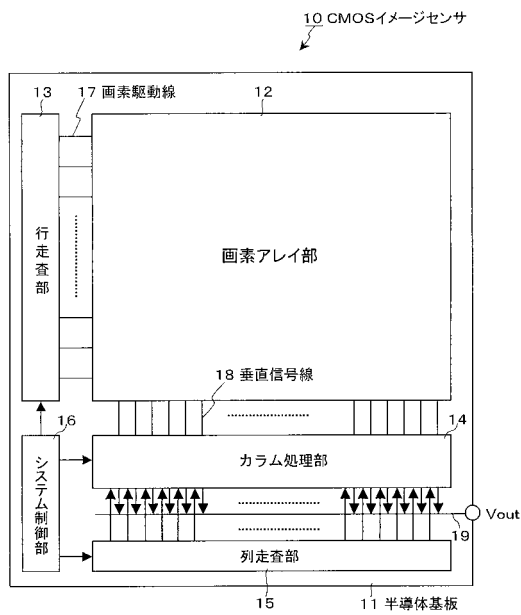 10 CMOSイメージセンサ
13
17 画素駆動線
12
行走査部
画素アレイ部
18 垂直信号線
16
14
システム制御部
カラム処理部
Vout
19
列走査部
15
11 半導体基板